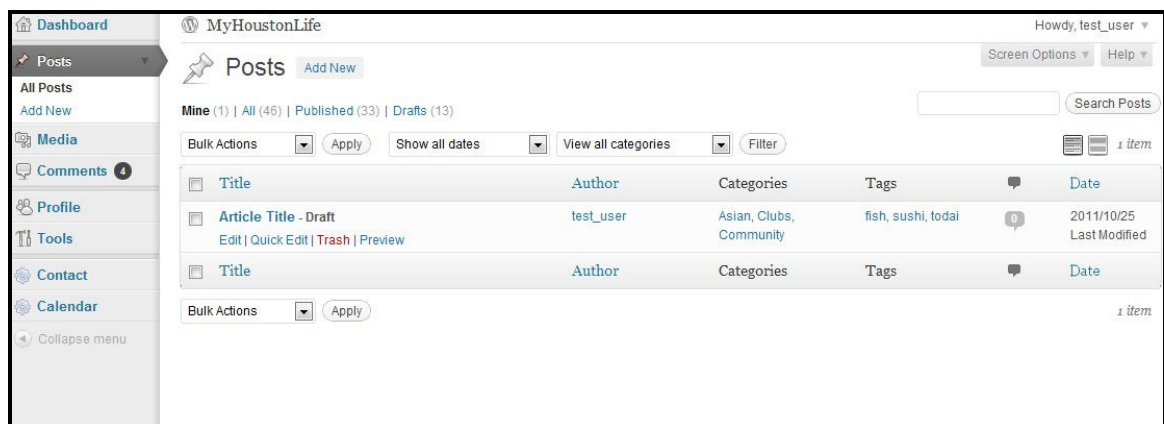 Dashboard
MyHoustonLife
Howdy, test_user
Posts
All Posts
Add New
Media
Comments 4
Profile
Tools
Contact
Calendar
Collapse menu
Posts Add New
Screen Options Help
Mine (1) | All (46) | Published (33) | Drafts (13)
Search Posts
Bulk Actions Apply Show all dates View all categories Filter 1 item
Title Author Categories Tags Date
Article Title - Draft test_user Asian, Clubs, fish, sushi, todai 0 2011/10/25
Edit | Quick Edit | Trash | Preview Community Last Modified
Title Author Categories Tags Date
Bulk Actions Apply 1 item